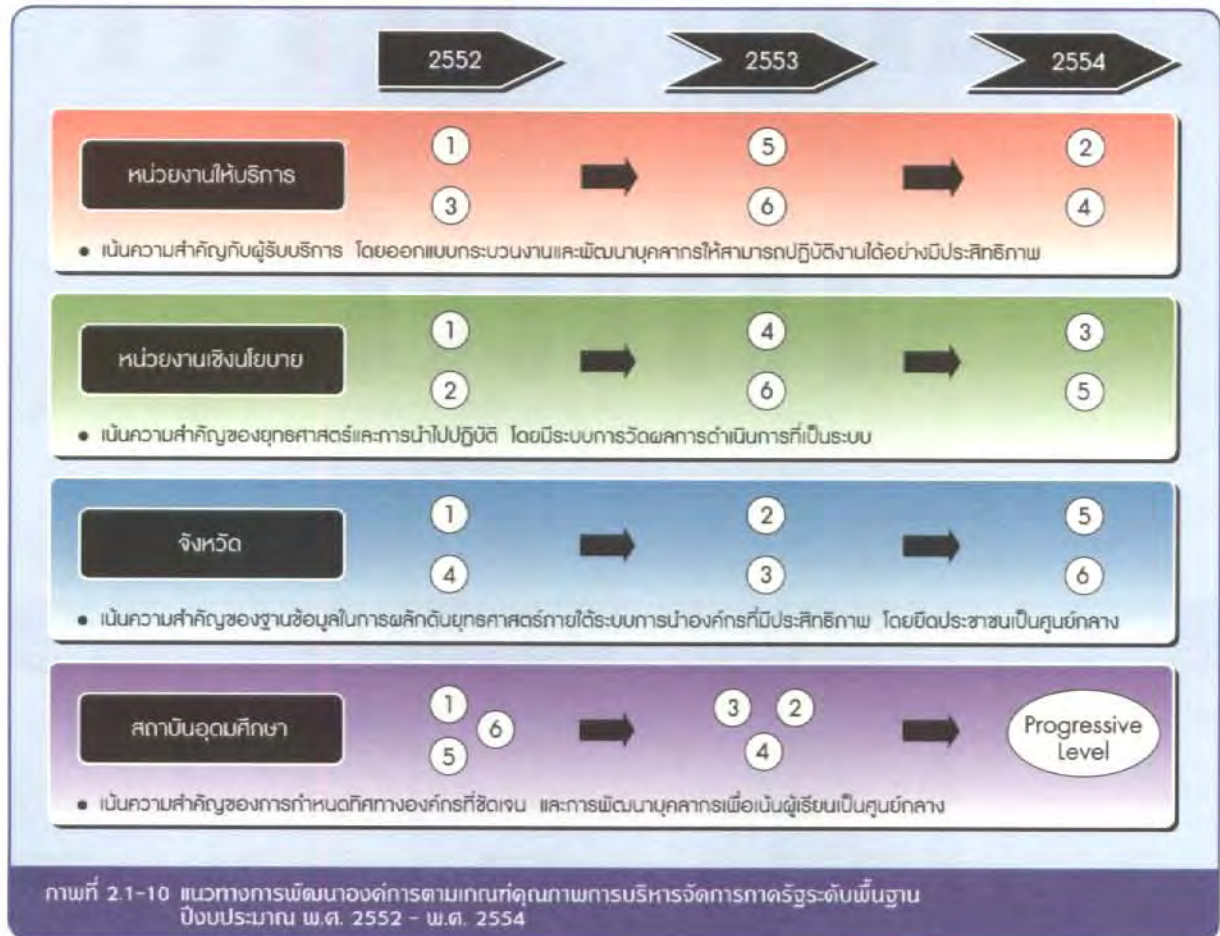 2552 2553 2554
หน่วยงานให้บริการ
1 5 2
3 6 4
• เน้นความสำคัญกับผู้รับบริการ โดยออกแบบกระบวนงานและพัฒนาบุคลากรให้สามารถปฏิบัติงานได้อย่างมีประสิทธิภาพ
หน่วยงานเชิงนโยบาย
1 4 3
2 6 5
• เน้นความสำคัญของยุทธศาสตร์และการนำไปปฏิบัติ โดยมีระบบการวัดผลการดำเนินการที่เป็นระบบ
จังหวัด
1 2 5
4 3 6
• เน้นความสำคัญของฐานข้อมูลในการผลักดันยุทธศาสตร์ภายใต้ระบบการนำองค์กรที่มีประสิทธิภาพ โดยยึดประชาชนเป็นศูนย์กลาง
สถาบันอุดมศึกษา
1 6 3 2
5 4
Progressive
Level
• เน้นความสำคัญของการกำหนดทิศทางองค์กรที่ชัดเจน และการพัฒนาบุคลากรเพื่อเน้นผู้เรียนเป็นศูนย์กลาง
ภาพที่ 2.1-10 แนวทางการพัฒนาองค์การตามเกณฑ์คุณภาพการบริหารจัดการภาครัฐระดับพื้นฐาน
ปีงบประมาณ พ.ศ. 2552 - พ.ศ. 2554